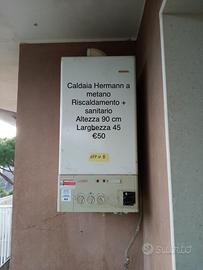 Caldaia Hermann a
metano
Riscaldamento +
sanitario
Altezza 90 cm
Larghezza 45
€50
subito